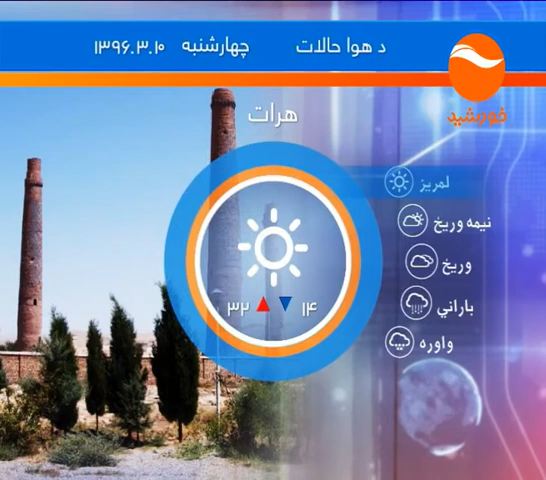 د هوا حالات چهارشنبه ۱۳۹۶.۳.۱۰
خورشید
هرات
لمریز
نیمه وریځ
وریځ
باراني
واوره
۳۲ ۱۴